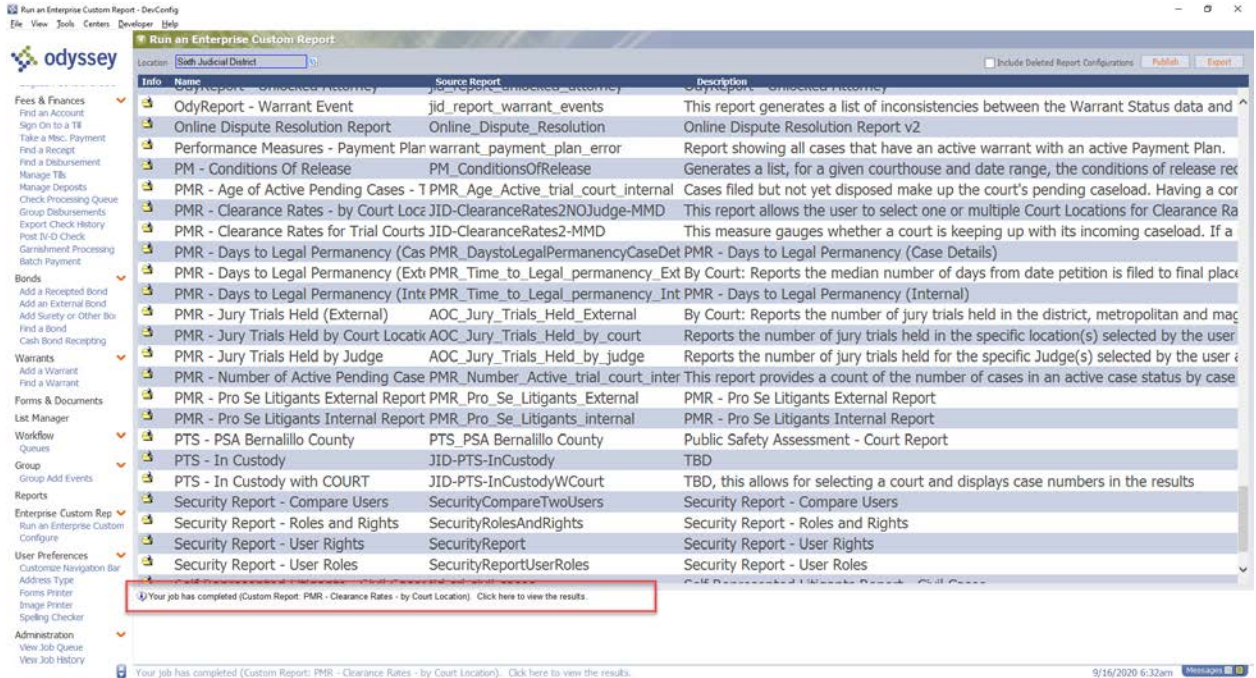 Run an Enterprise Custom Report - DevConfig
File View Tools Centers Developer Help
odyssey
Run an Enterprise Custom Report
Location Sixth Judicial District
Include Deleted Report Configurations Publish Export
Info Name Source Report Description
OdyReport - Unlocked Attorney jid_report_unlocked_attorney OdyReport - Unlocked Attorney
OdyReport - Warrant Event jid_report_warrant_events This report generates a list of inconsistencies between the Warrant Status data and
Online Dispute Resolution Report Online_Dispute_Resolution Online Dispute Resolution Report v2
Performance Measures - Payment Plan warrant_payment_plan_error Report showing all cases that have an active warrant with an active Payment Plan.
PM - Conditions Of Release PM_ConditionsOfRelease Generates a list, for a given courthouse and date range, the conditions of release rec
PMR - Age of Active Pending Cases - T PMR_Age_Active_trial_court_internal Cases filed but not yet disposed make up the court's pending caseload. Having a cor
PMR - Clearance Rates - by Court Loca JID-ClearanceRates2NOJudge-MMD This report allows the user to select one or multiple Court Locations for Clearance Ra
PMR - Clearance Rates for Trial Courts JID-ClearanceRates2-MMD This measure gauges whether a court is keeping up with its incoming caseload. If a
PMR - Days to Legal Permanency (Cas PMR_DaystoLegalPermanencyCaseDet PMR - Days to Legal Permanency (Case Details)
PMR - Days to Legal Permanency (Exte PMR_Time_to_Legal_permanency_Ext By Court: Reports the median number of days from date petition is filed to final place
PMR - Days to Legal Permanency (Inte PMR_Time_to_Legal_permanency_Int PMR - Days to Legal Permanency (Internal)
PMR - Jury Trials Held (External) AOC_Jury_Trials_Held_External By Court: Reports the number of jury trials held in the district, metropolitan and mag
PMR - Jury Trials Held by Court Locatic AOC_Jury_Trials_Held_by_court Reports the number of jury trials held in the specific location(s) selected by the user
PMR - Jury Trials Held by Judge AOC_Jury_Trials_Held_by_judge Reports the number of jury trials held for the specific Judge(s) selected by the user a
PMR - Number of Active Pending Case PMR_Number_Active_trial_court_inter This report provides a count of the number of cases in an active case status by case
PMR - Pro Se Litigants External Report PMR_Pro_Se_Litigants_External PMR - Pro Se Litigants External Report
PMR - Pro Se Litigants Internal Report PMR_Pro_Se_Litigants_internal PMR - Pro Se Litigants Internal Report
PTS - PSA Bernalillo County PTS_PSA Bernalillo County Public Safety Assessment - Court Report
PTS - In Custody JID-PTS-InCustody TBD
PTS - In Custody with COURT JID-PTS-InCustodyWCourt TBD, this allows for selecting a court and displays case numbers in the results
Security Report - Compare Users SecurityCompareTwoUsers Security Report - Compare Users
Security Report - Roles and Rights SecurityRolesAndRights Security Report - Roles and Rights
Security Report - User Rights SecurityReport Security Report - User Rights
Security Report - User Roles SecurityReportUserRoles Security Report - User Roles
Your job has completed (Custom Report: PMR - Clearance Rates - by Court Location). Click here to view the results.
Fees & Finances
Find an Account
Sign On to a Till
Take a Misc. Payment
Find a Receipt
Find a Disbursement
Manage Tills
Manage Deposits
Check Processing Queue
Group Disbursements
Export Check History
Post IV-D Check
Garnishment Processing
Batch Payment
Bonds
Add a Receipted Bond
Add an External Bond
Add Surety or Other Bon
Find a Bond
Cash Bond Receipting
Warrants
Add a Warrant
Find a Warrant
Forms & Documents
List Manager
Workflow
Queues
Group
Group Add Events
Reports
Enterprise Custom Rep
Run an Enterprise Custom
Configure
User Preferences
Customize Navigation Bar
Address Type
Forms Printer
Image Printer
Spelling Checker
Administration
View Job Queue
View Job History
Your job has completed (Custom Report: PMR - Clearance Rates - by Court Location). Click here to view the results.
9/16/2020 6:32am Messages